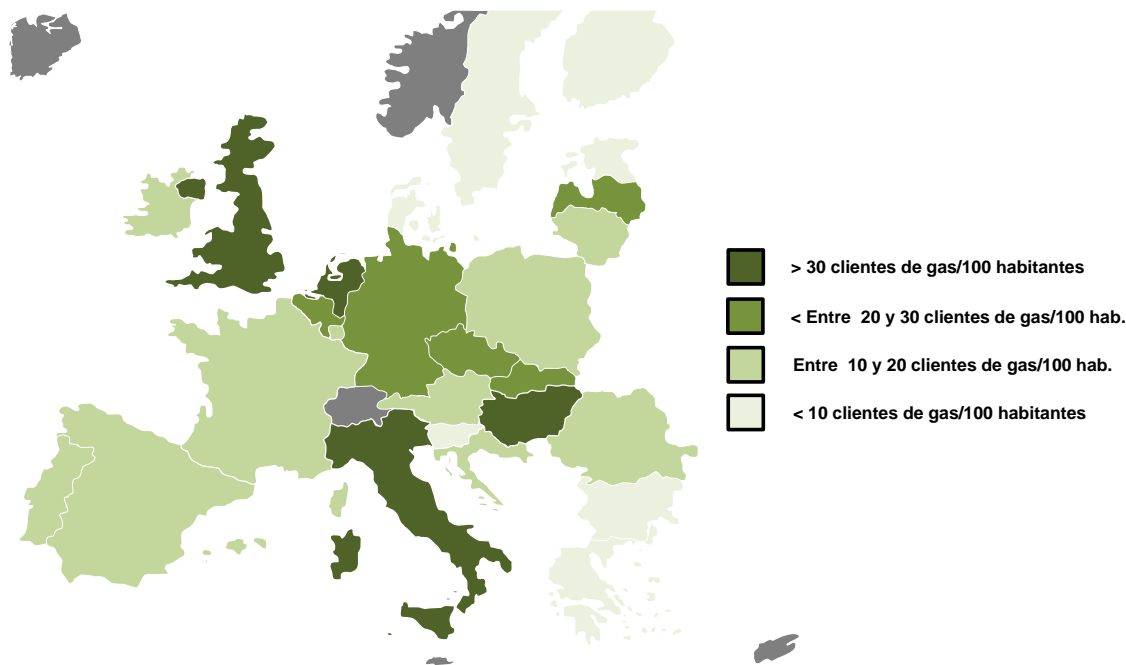 > 30 clientes de gas/100 habitantes
< Entre 20 y 30 clientes de gas/100 hab.
Entre 10 y 20 clientes de gas/100 hab.
< 10 clientes de gas/100 habitantes